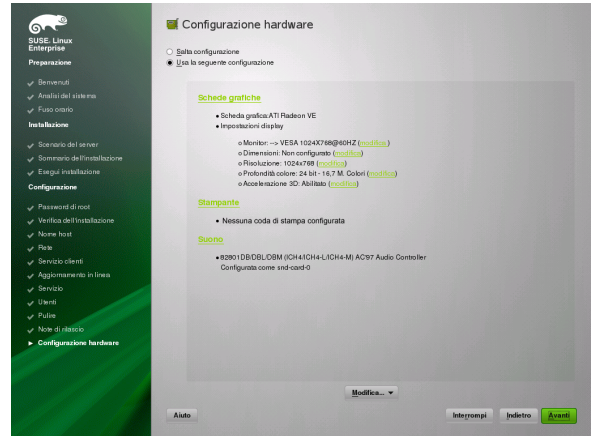 SUSE. Linux
Enterprise
Preparazione
Benvenuti
Analisi del sistema
Fuso orario
Installazione
Scenario del server
Sommario dell'installazione
Esegui installazione
Configurazione
Password di root
Verifica dell'installazione
Nome host
Rete
Servizio clienti
Aggiornamento in linea
Servizio
Utenti
Pulire
Note di rilascio
Configurazione hardware
Configurazione hardware
Salta configurazione
Usa la seguente configurazione
Schede grafiche
Scheda grafica:ATI Radeon VE
Impostazioni display
Monitor: --> VESA 1024X768@60HZ (modifica)
Dimensioni: Non configurato (modifica)
Risoluzione: 1024x768 (modifica)
Profondità colore: 24 bit - 16,7 M. Colori (modifica)
Accelerazione 3D: Abilitato (modifica)
Stampante
Nessuna coda di stampa configurata
Suono
82801DB/DBL/DBM (ICH4/ICH4-L/ICH4-M) AC'97 Audio Controller
Configurata come snd-card-0
Modifica...
Aiuto
Interrompi
Indietro
Avanti